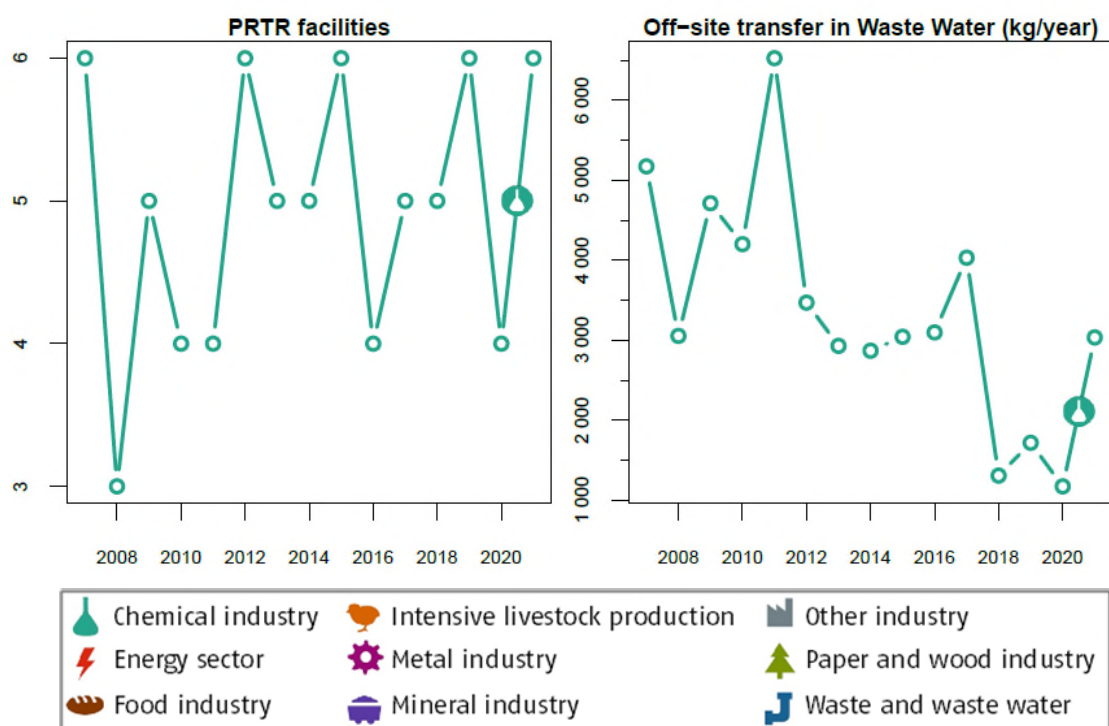 PRTR facilities
6
5
4
3
2008 2010 2012 2014 2016 2018 2020
Off−site transfer in Waste Water (kg/year)
6 000
5 000
4 000
3 000
2 000
1 000
2008 2010 2012 2014 2016 2018 2020
Chemical industry Intensive livestock production Other industry
Energy sector Metal industry Paper and wood industry
Food industry Mineral industry Waste and waste water